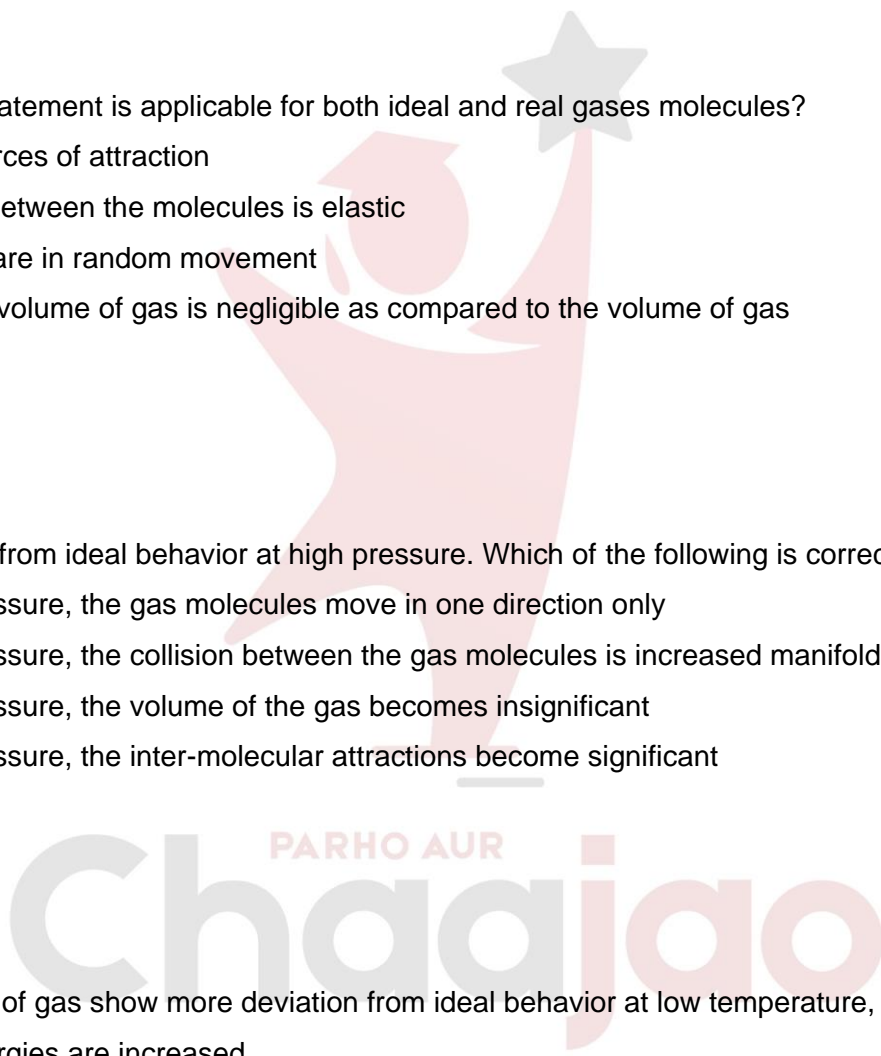 atement is applicable for both ideal and real gases molecules?
rces of attraction
between the molecules is elastic
are in random movement
volume of gas is negligible as compared to the volume of gas
from ideal behavior at high pressure. Which of the following is correc
ssure, the gas molecules move in one direction only
ssure, the collision between the gas molecules is increased manifold
ssure, the volume of the gas becomes insignificant
ssure, the inter-molecular attractions become significant
PARHO AUR
Chaajao
of gas show more deviation from ideal behavior at low temperature,
rgies are increased